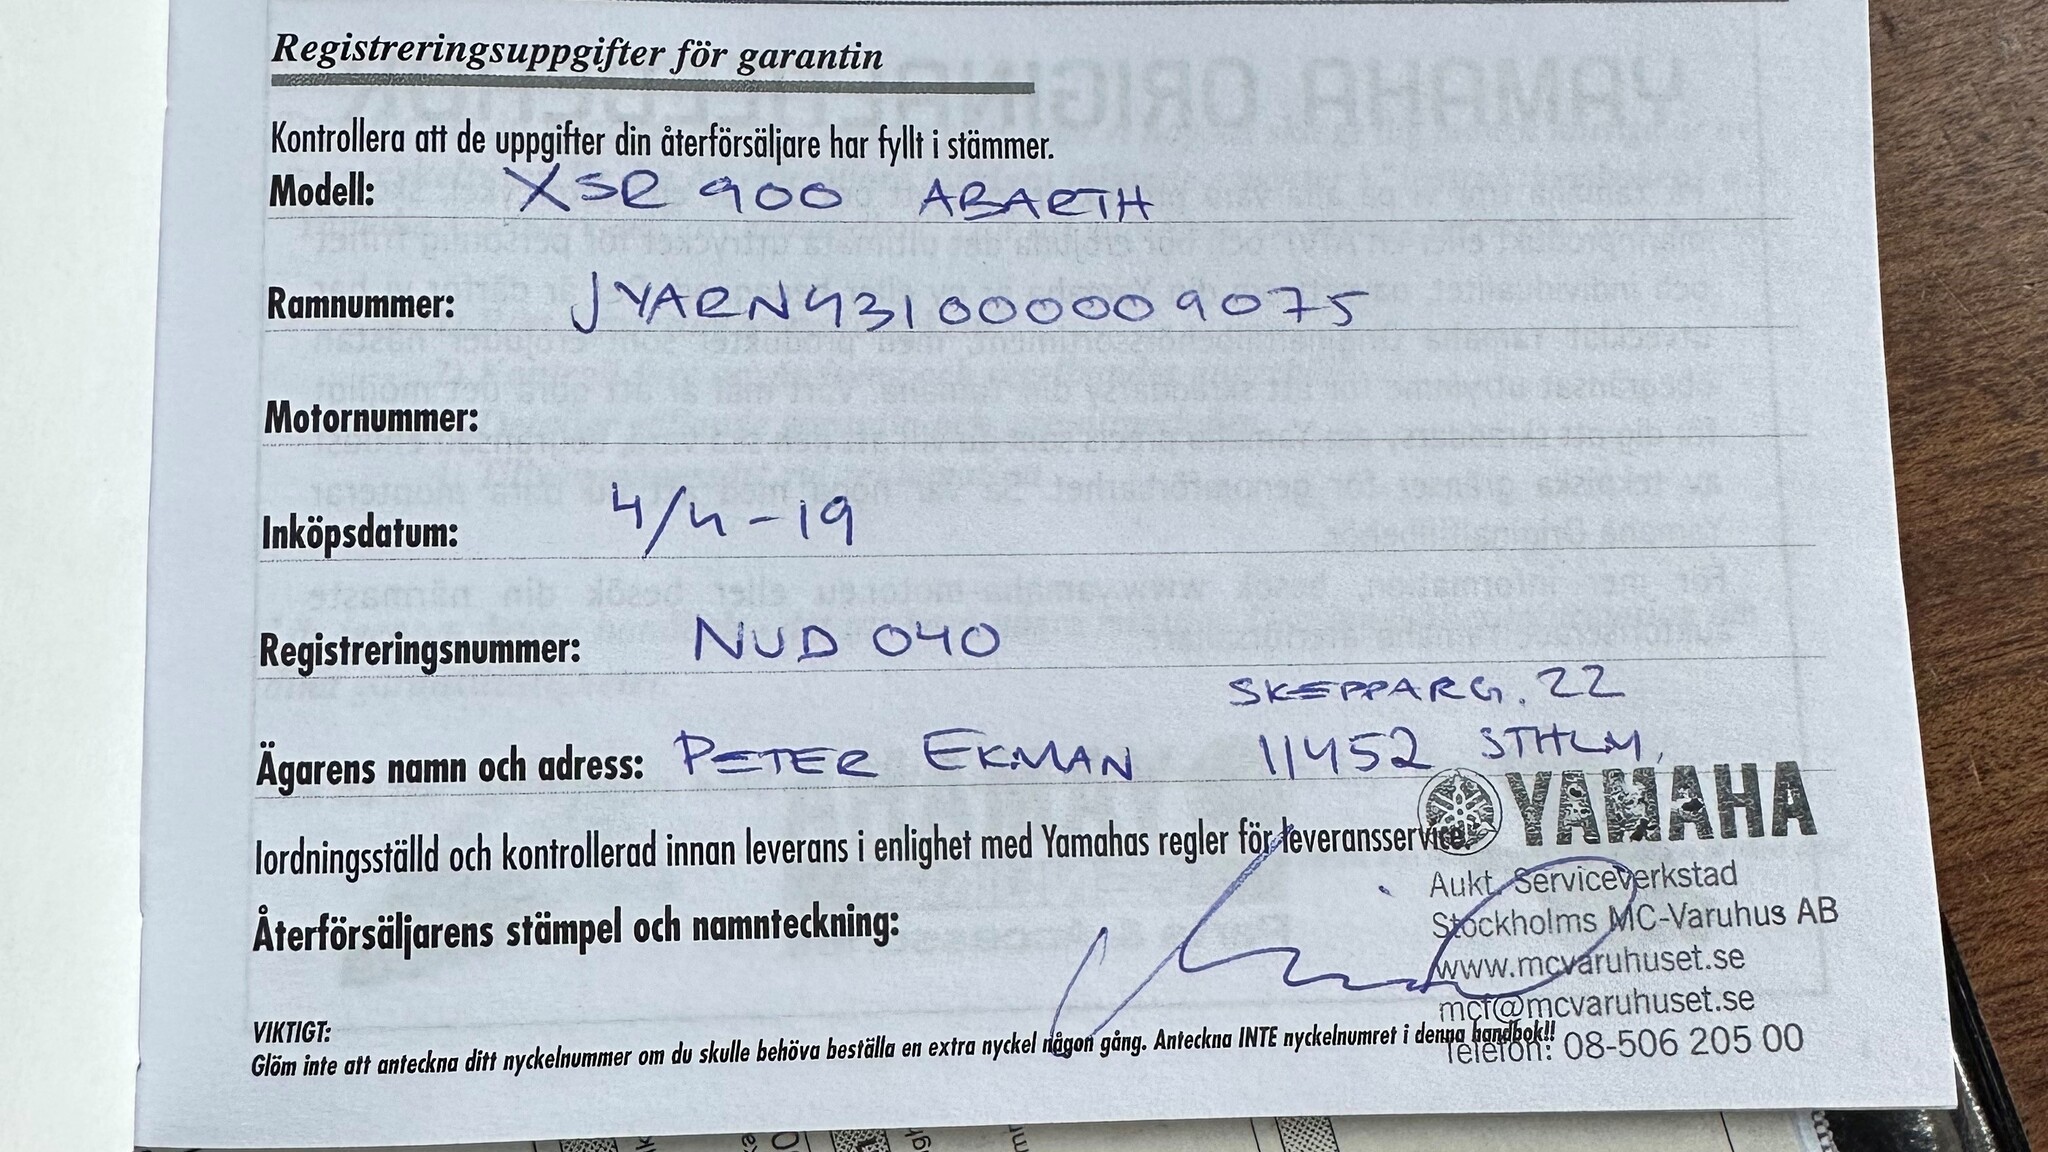 Registreringsuppgifter för garantin
Kontrollera att de uppgifter din återförsäljare har fyllt i stämmer.
Modell: XSR 900 ABARTH
Ramnummer: JYARN431000009075
Motornummer:
Inköpsdatum: 4/4-19
Registreringsnummer: NUD 040
SKEPPARG. 22
Ägarens namn och adress: PETER EKMAN 11452 STHLM,
YAMAHA
Iordningsställd och kontrollerad innan leverans i enlighet med Yamahas regler för leveransservice.
Aukt. Serviceverkstad
Återförsäljarens stämpel och namnteckning:
Stockholms MC-Varuhus AB
www.mcvaruhuset.se
mcf@mcvaruhuset.se
VIKTIGT:
Glöm inte att anteckna ditt nyckelnummer om du skulle behöva beställa en extra nyckel någon gång. Anteckna INTE nyckelnumret i denna handbok!!
Telefon: 08-506 205 00